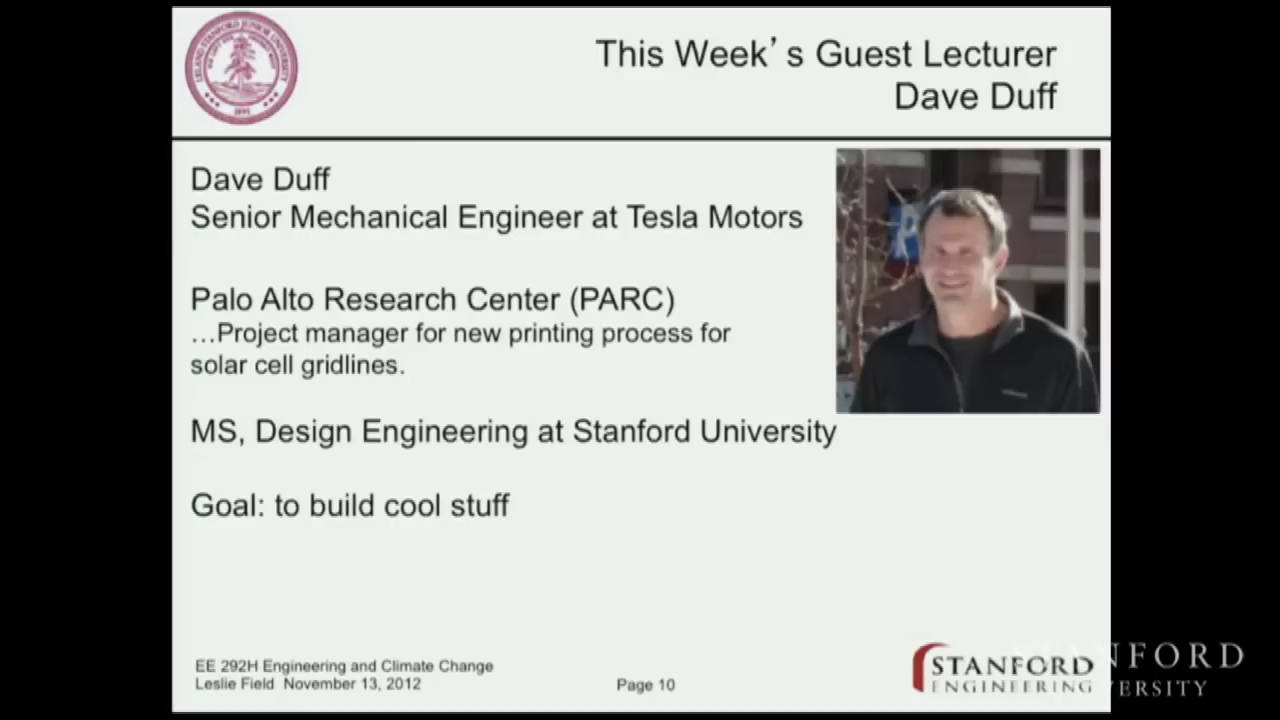 This Week's Guest Lecturer
Dave Duff
Dave Duff
Senior Mechanical Engineer at Tesla Motors
Palo Alto Research Center (PARC)
…Project manager for new printing process for
solar cell gridlines.
MS, Design Engineering at Stanford University
Goal: to build cool stuff
EE 292H Engineering and Climate Change
Leslie Field November 13, 2012
Page 10
STANFORD
ENGINEERING
STANFORD